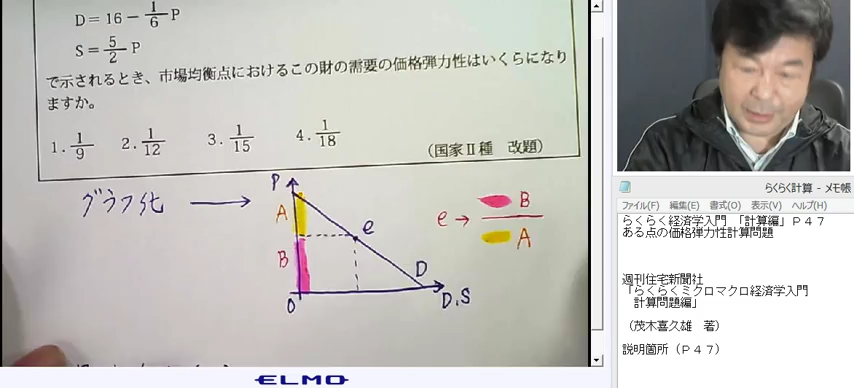 D = 16 − 1/6 P
S = 5/2 P
で示されるとき、市場均衡点におけるこの財の需要の価格弾力性はいくらになり
ますか。
1. 1/9 2. 1/12 3. 1/15 4. 1/18
(国家Ⅱ種 改題)
グラフ化
P
A
B
e
D
O
D,S
e → B
A
ELMO
らくらく計算 - メモ帳
ファイル(F) 編集(E) 書式(O) 表示(V) ヘルプ(H)
らくらく経済学入門 「計算編」P47
ある点の価格弾力性計算問題
週刊住宅新聞社
「らくらくミクロマクロ経済学入門
計算問題編」
(茂木喜久雄 著)
説明箇所(P47)